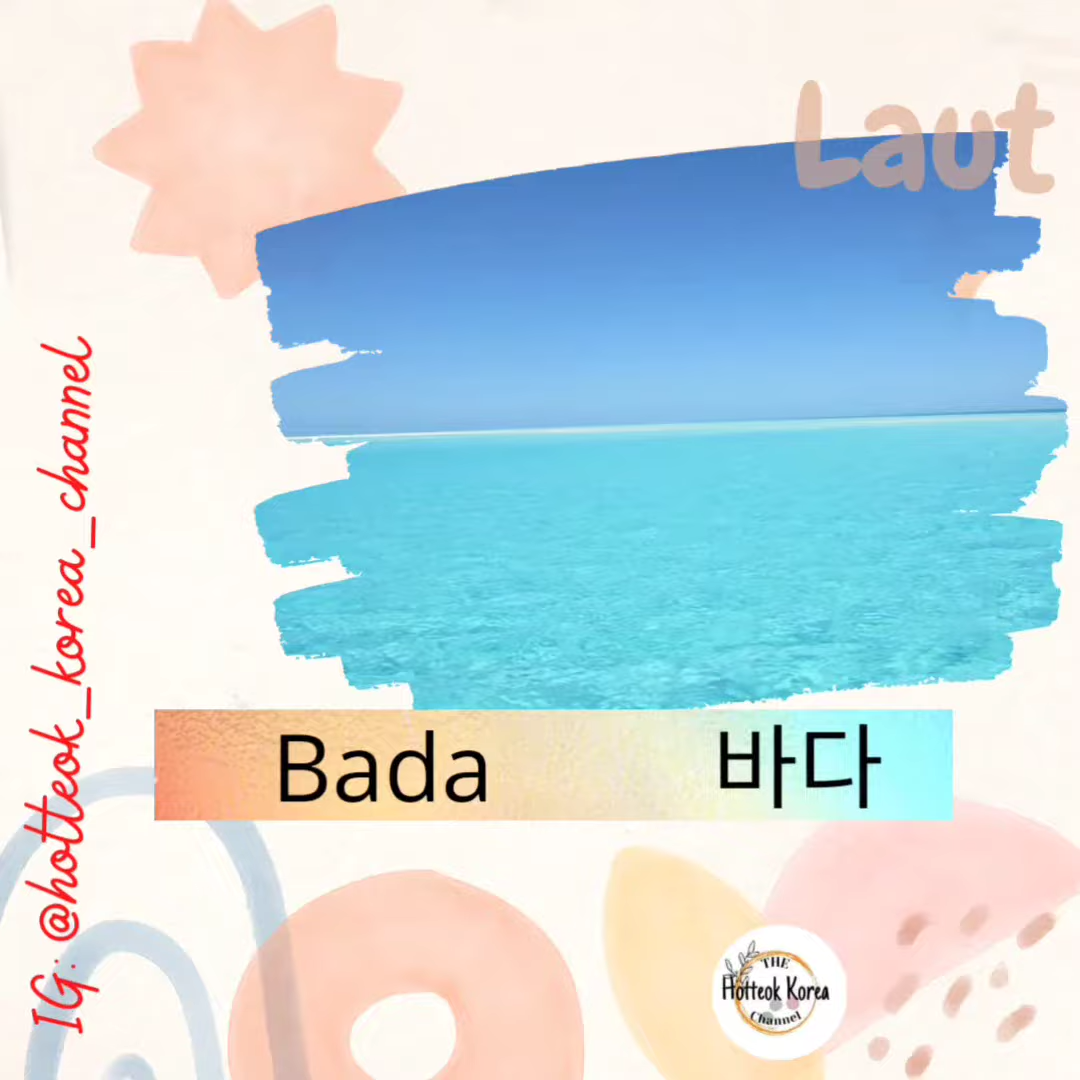 Laut
IG: @hotteok_korea_channel
Bada 바다
THE
Hotteok Korea
Channel